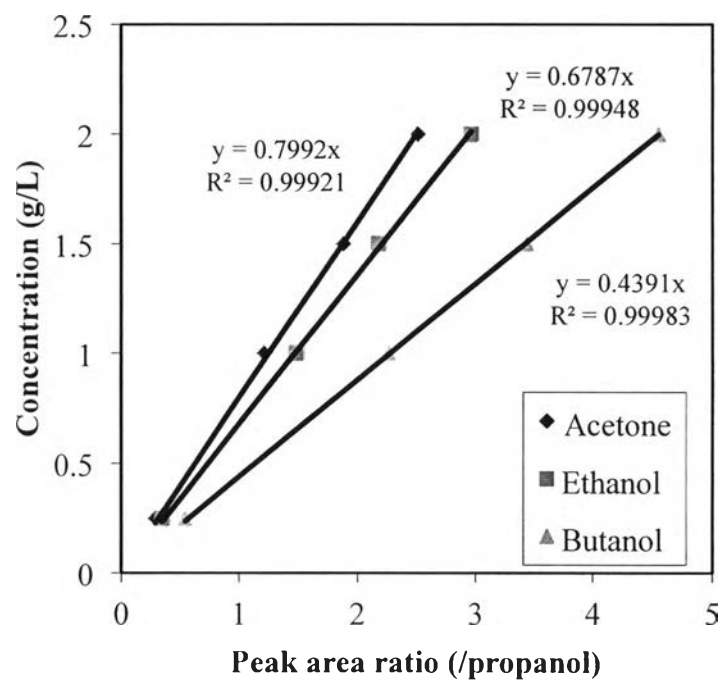 2.5
2
1.5
1
0.5
0
0
1
2
3
4
5
Concentration (g/L)
Peak area ratio (/propanol)
y = 0.7992x
R² = 0.99921
y = 0.6787x
R² = 0.99948
y = 0.4391x
R² = 0.99983
Acetone
Ethanol
Butanol